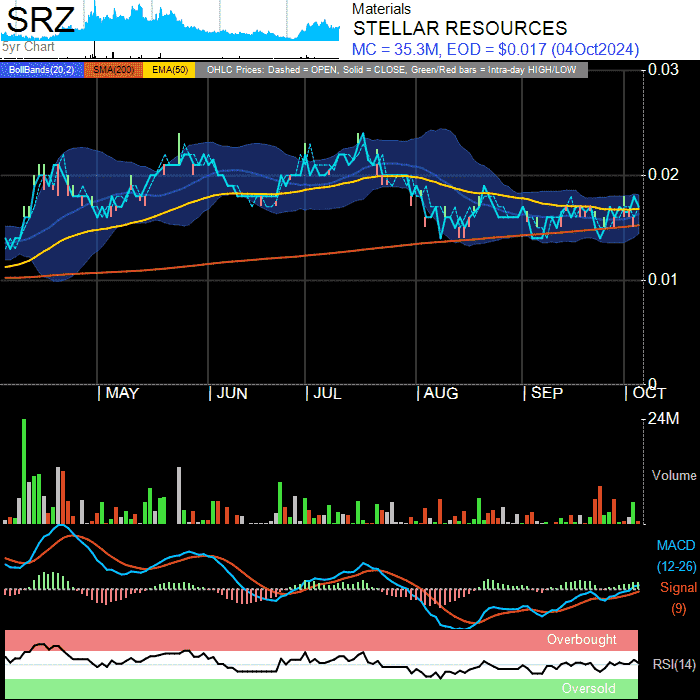 SRZ
5yr Chart
Materials
STELLAR RESOURCES
MC = 35.3M, EOD = $0.017 (04Oct2024)
BollBands(20,2) SMA(200) EMA(50) OHLC Prices: Dashed = OPEN, Solid = CLOSE, Green/Red bars = Intra-day HIGH/LOW
0.03
0.02
0.01
0
| MAY | JUN | JUL | AUG | SEP | OCT
24M
Volume
MACD
(12-26)
Signal
(9)
Overbought
RSI(14)
Oversold